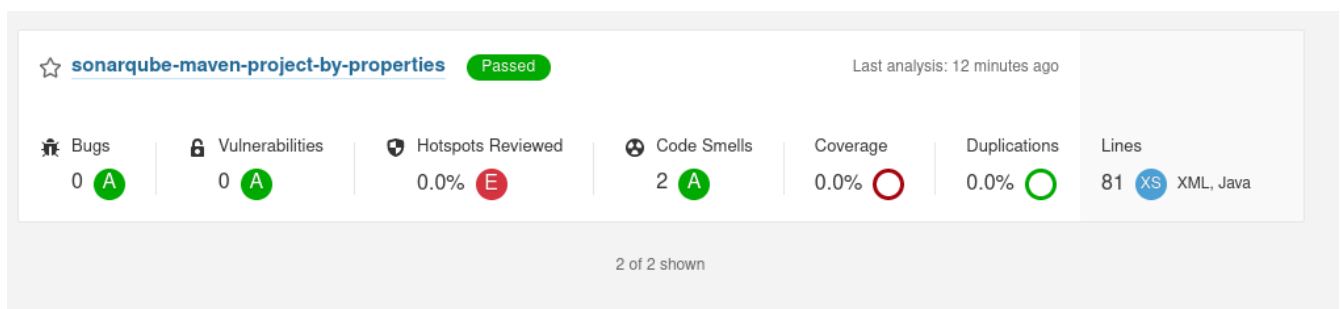 sonarqube-maven-project-by-properties Passed Last analysis: 12 minutes ago
Bugs Vulnerabilities Hotspots Reviewed Code Smells Coverage Duplications Lines
0 A 0 A 0.0% E 2 A 0.0% 0.0% 81 XS XML, Java
2 of 2 shown